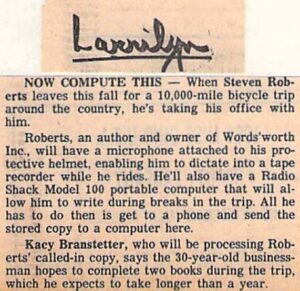 Larrilyn
NOW COMPUTE THIS — When Steven Rob-
erts leaves this fall for a 10,000-mile bicycle trip
around the country, he's taking his office with
him.
Roberts, an author and owner of Words'worth
Inc., will have a microphone attached to his pro-
tective helmet, enabling him to dictate into a tape
recorder while he rides. He'll also have a Radio
Shack Model 100 portable computer that will al-
low him to write during breaks in the trip. All he
has to do then is get to a phone and send the
stored copy to a computer here.
Kacy Branstetter, who will be processing Rob-
erts' called-in copy, says the 30-year-old business-
man hopes to complete two books during the trip,
which he expects to take longer than a year.